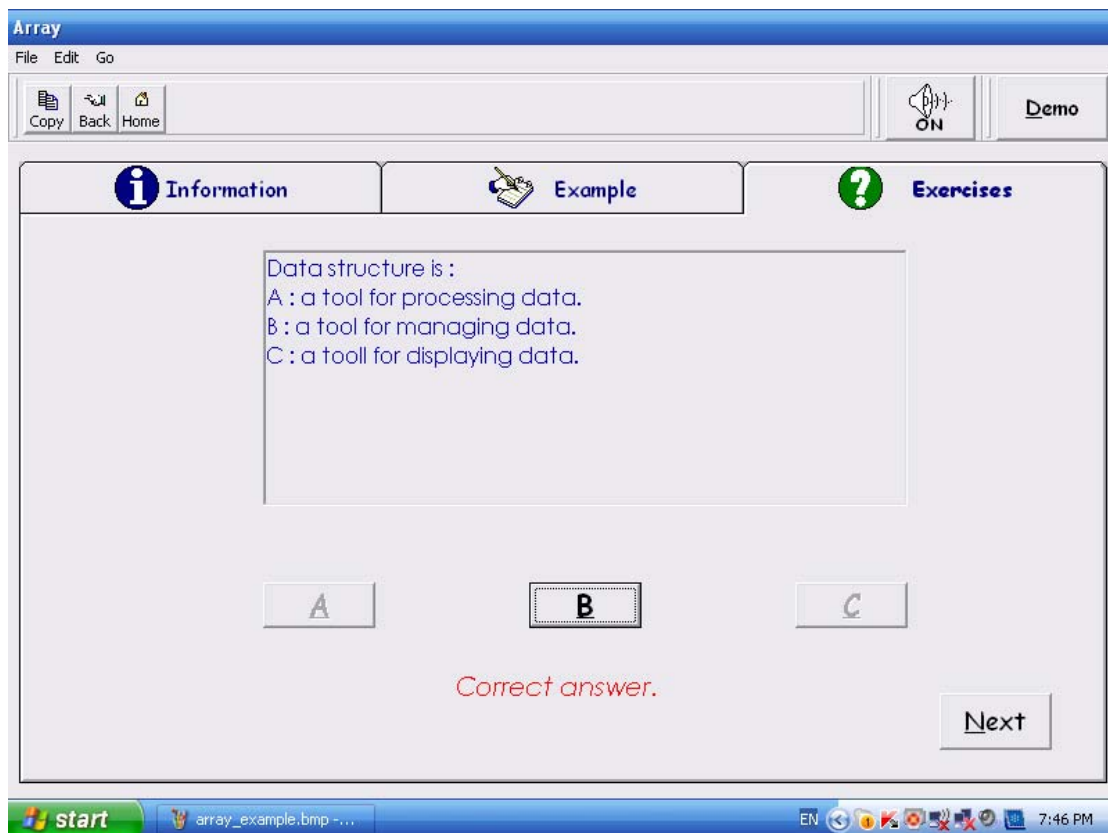 Array
File Edit Go
Copy Back Home
ON
Demo
Information Example Exercises
Data structure is :
A : a tool for processing data.
B : a tool for managing data.
C : a tooll for displaying data.
A B C
Correct answer.
Next
start array_example.bmp -... EN 7:46 PM